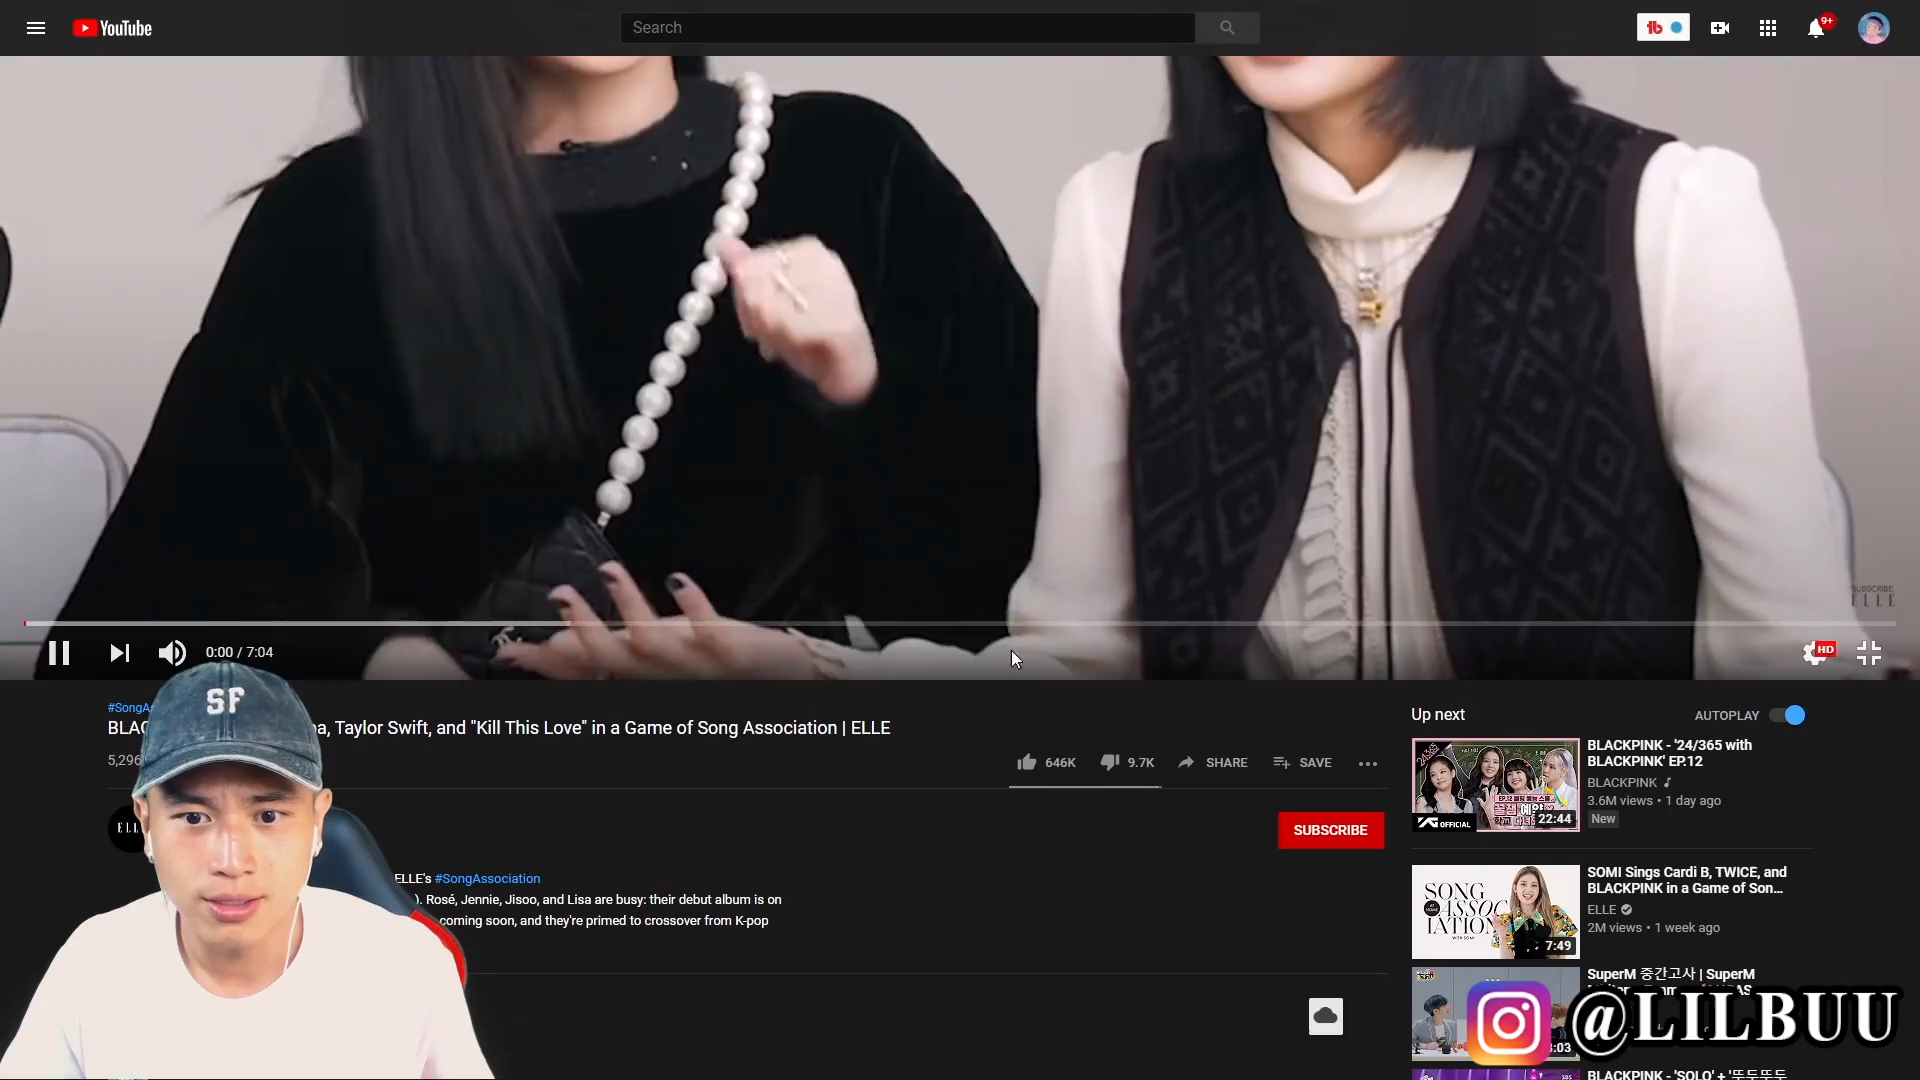 YouTube
Search
9+
SUBSCRIBE
ELLE
0:00 / 7:04
HD
#SongAs
BLAC
na, Taylor Swift, and "Kill This Love" in a Game of Song Association | ELLE
5,296
646K
9.7K
SHARE
SAVE
SF
SUBSCRIBE
ELLE's #SongAssociation
). Rosé, Jennie, Jisoo, and Lisa are busy: their debut album is on
coming soon, and they're primed to crossover from K-pop
Up next
AUTOPLAY
BLACKPINK - '24/365 with
BLACKPINK' EP.12
BLACKPINK
3.6M views • 1 day ago
New
OFFICIAL
22:44
SOMI Sings Cardi B, TWICE, and
BLACKPINK in a Game of Son...
ELLE
2M views • 1 week ago
SONG
ASSOC
IATION
WITH SOMI
7:49
SuperM 중간고사 | SuperM
:03
@LILBUU
BLACKPINK - 'SOLO' + '뚜두뚜두